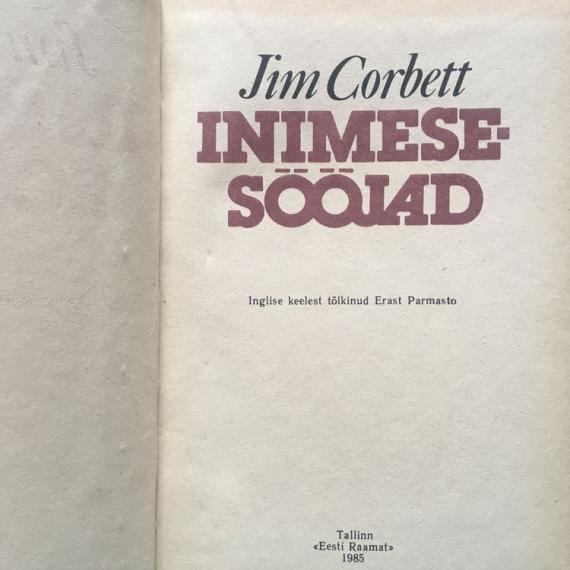 Jim Corbett
INIMESE-
SÖÖJAD
Inglise keelest tõlkinud Erast Parmasto
Tallinn
«Eesti Raamat»
1985